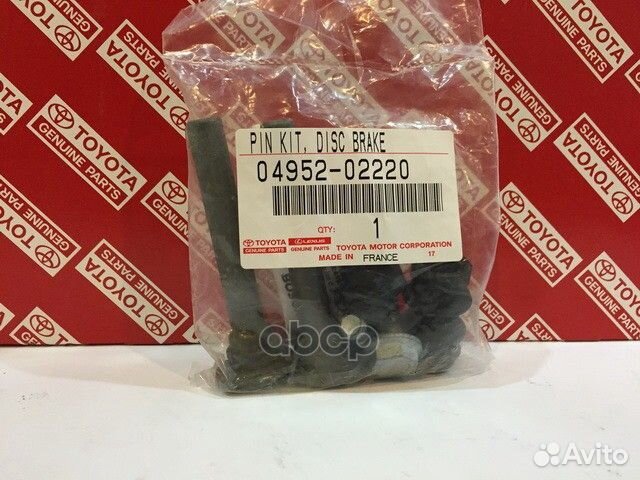 PIN KIT, DISC BRAKE
04952-02220
QTY: 1
TOYOTA LEXUS
GENUINE PARTS GENUINE PARTS TOYOTA MOTOR CORPORATION
MADE IN FRANCE 17
TOYOTA
GENUINE PARTS
abcp
Avito